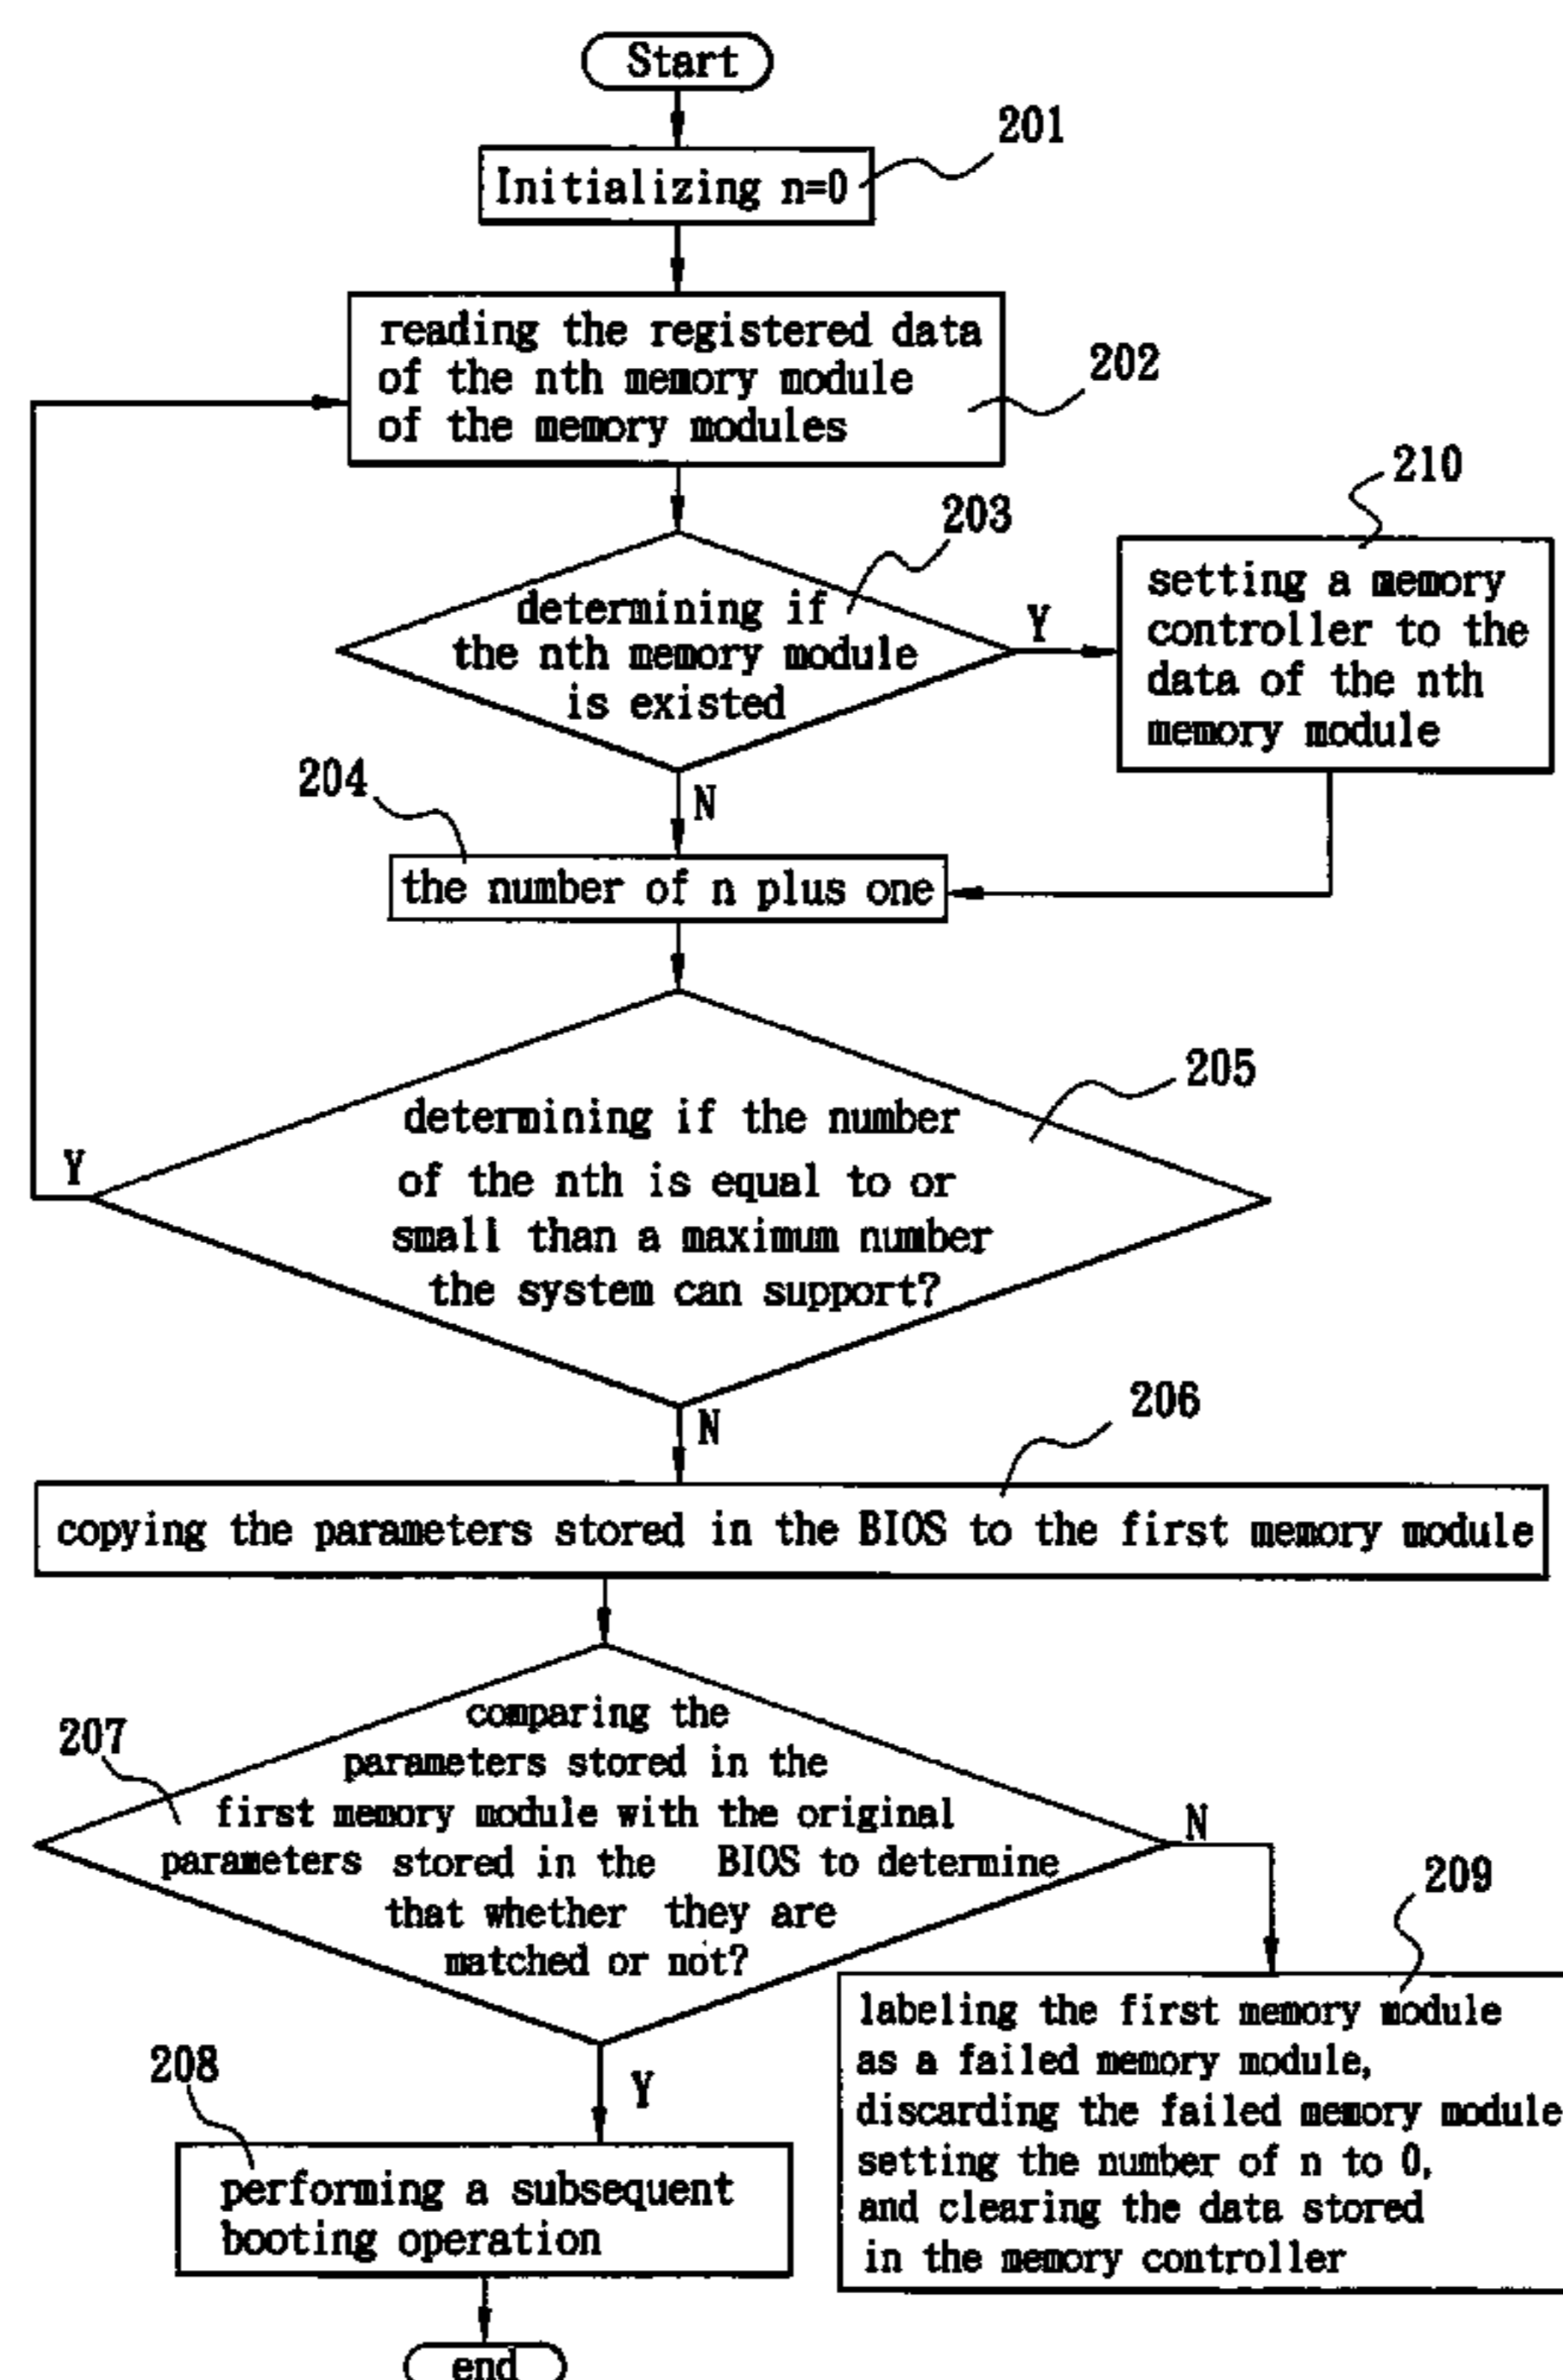 Start
201
Initializing n=0
reading the registered data
of the nth memory module
of the memory modules
202
210
203
determining if
the nth memory module
is existed
Y
setting a memory
controller to the
data of the nth
memory module
204
N
the number of n plus one
205
determining if the number
of the nth is equal to or
small than a maximum number
the system can support?
Y
N
206
copying the parameters stored in the BIOS to the first memory module
207
comparing the
parameters stored in the
first memory module with the original
parameters stored in the BIOS to determine
that whether they are
matched or not?
N
209
labeling the first memory module
as a failed memory module,
discarding the failed memory module
setting the number of n to 0,
and clearing the data stored
in the memory controller
208
Y
performing a subsequent
booting operation
end